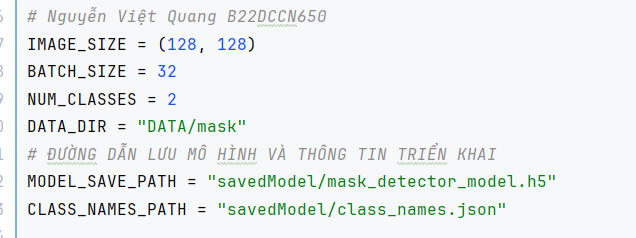 # Nguyễn Việt Quang B22DCCN650
IMAGE_SIZE = (128, 128)
BATCH_SIZE = 32
NUM_CLASSES = 2
DATA_DIR = "DATA/mask"
# ĐƯỜNG DẪN LƯU MÔ HÌNH VÀ THÔNG TIN TRIỂN KHAI
MODEL_SAVE_PATH = "savedModel/mask_detector_model.h5"
CLASS_NAMES_PATH = "savedModel/class_names.json"